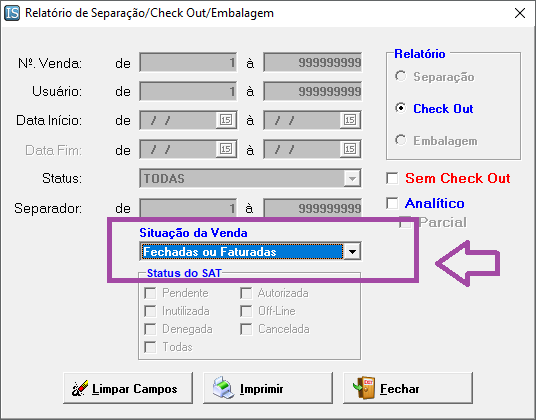 IS Relatório de Separação/Check Out/Embalagem
Nº. Venda: de 1 à 999999999
Usuário: de 1 à 999999999
Data Início: de / / 15 à / / 15
Data Fim: de / / 15 à / / 15
Status: TODAS
Separador: de 1 à 999999999
Relatório
Separação
Check Out
Embalagem
Sem Check Out
Analítico
Parcial
Situação da Venda
Fechadas ou Faturadas
Status do SAT
Pendente Autorizada
Inutilizada Off-Line
Denegada Cancelada
Todas
Limpar Campos Imprimir Fechar